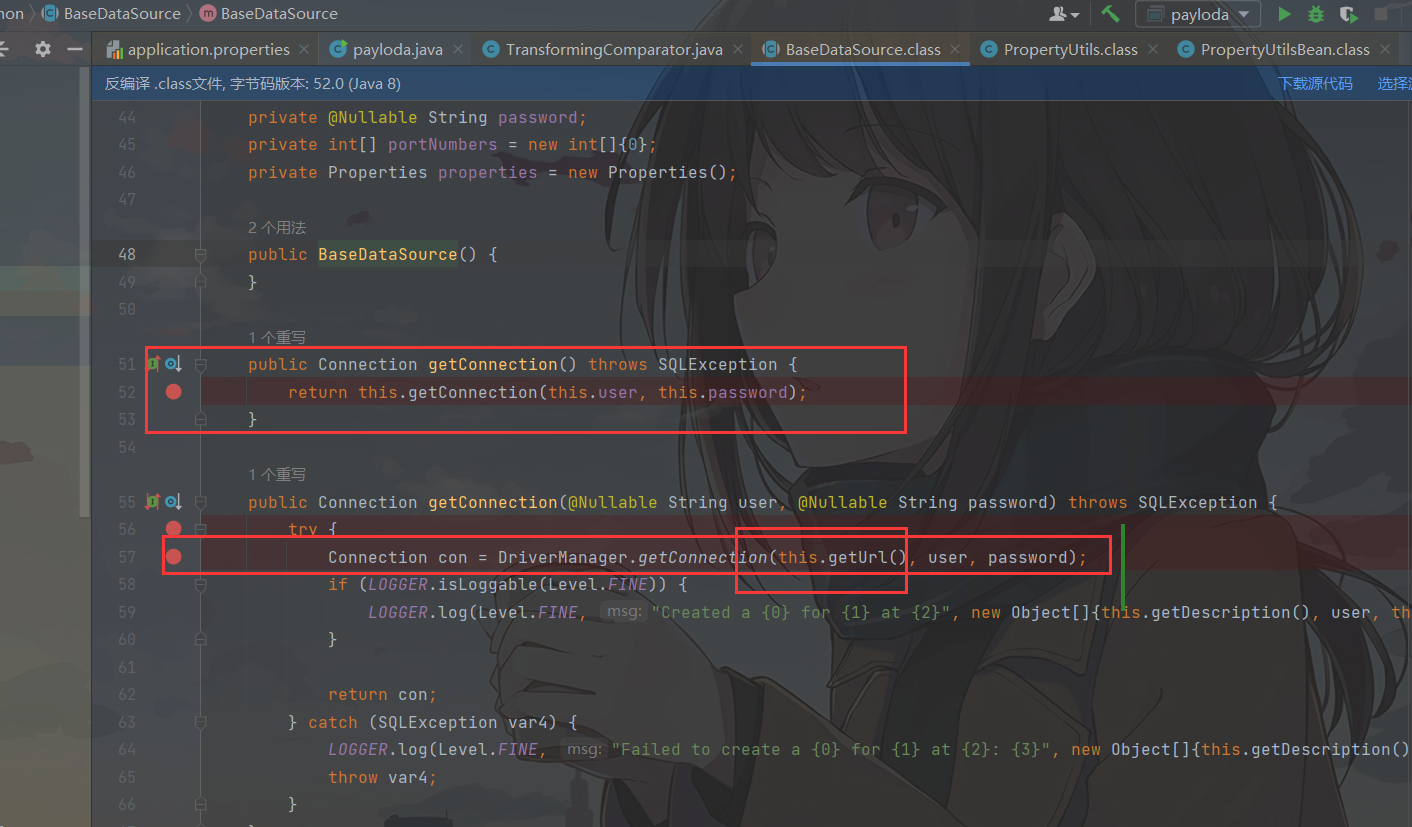 non 〉 BaseDataSource 〉 BaseDataSource payloda
application.properties payloda.java TransformingComparator.java BaseDataSource.class PropertyUtils.class PropertyUtilsBean.class
反编译 .class文件, 字节码版本: 52.0 (Java 8) 下载源代码 选择
44 private @Nullable String password;
45 private int[] portNumbers = new int[]{0};
46 private Properties properties = new Properties();
47
2 个用法
48 public BaseDataSource() {
49 }
50
1 个重写
51 public Connection getConnection() throws SQLException {
52 return this.getConnection(this.user, this.password);
53 }
54
1 个重写
55 public Connection getConnection(@Nullable String user, @Nullable String password) throws SQLException {
56 try {
57 Connection con = DriverManager.getConnection(this.getUrl(), user, password);
58 if (LOGGER.isLoggable(Level.FINE)) {
59 LOGGER.log(Level.FINE, msg: "Created a {0} for {1} at {2}", new Object[]{this.getDescription(), user, th
60 }
61
62 return con;
63 } catch (SQLException var4) {
64 LOGGER.log(Level.FINE, msg: "Failed to create a {0} for {1} at {2}: {3}", new Object[]{this.getDescription()
65 throw var4;
66 }